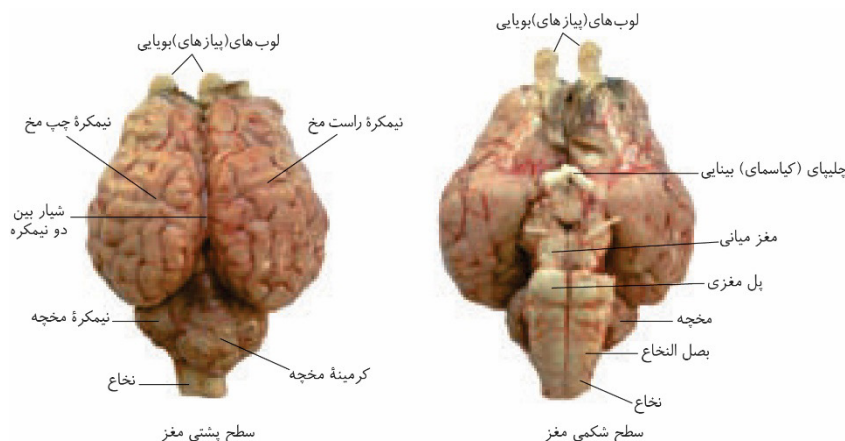 لوب‌های(پیازهای)بویایی
نیمکرهٔ چپ مخ
نیمکرهٔ راست مخ
شیار بین
دو نیمکره
نیمکرهٔ مخچه
کرمینهٔ مخچه
نخاع
سطح پشتی مغز
لوب‌های(پیازهای)بویایی
چلیپای (کیاسمای) بینایی
مغز میانی
پل مغزی
مخچه
بصل النخاع
نخاع
سطح شکمی مغز